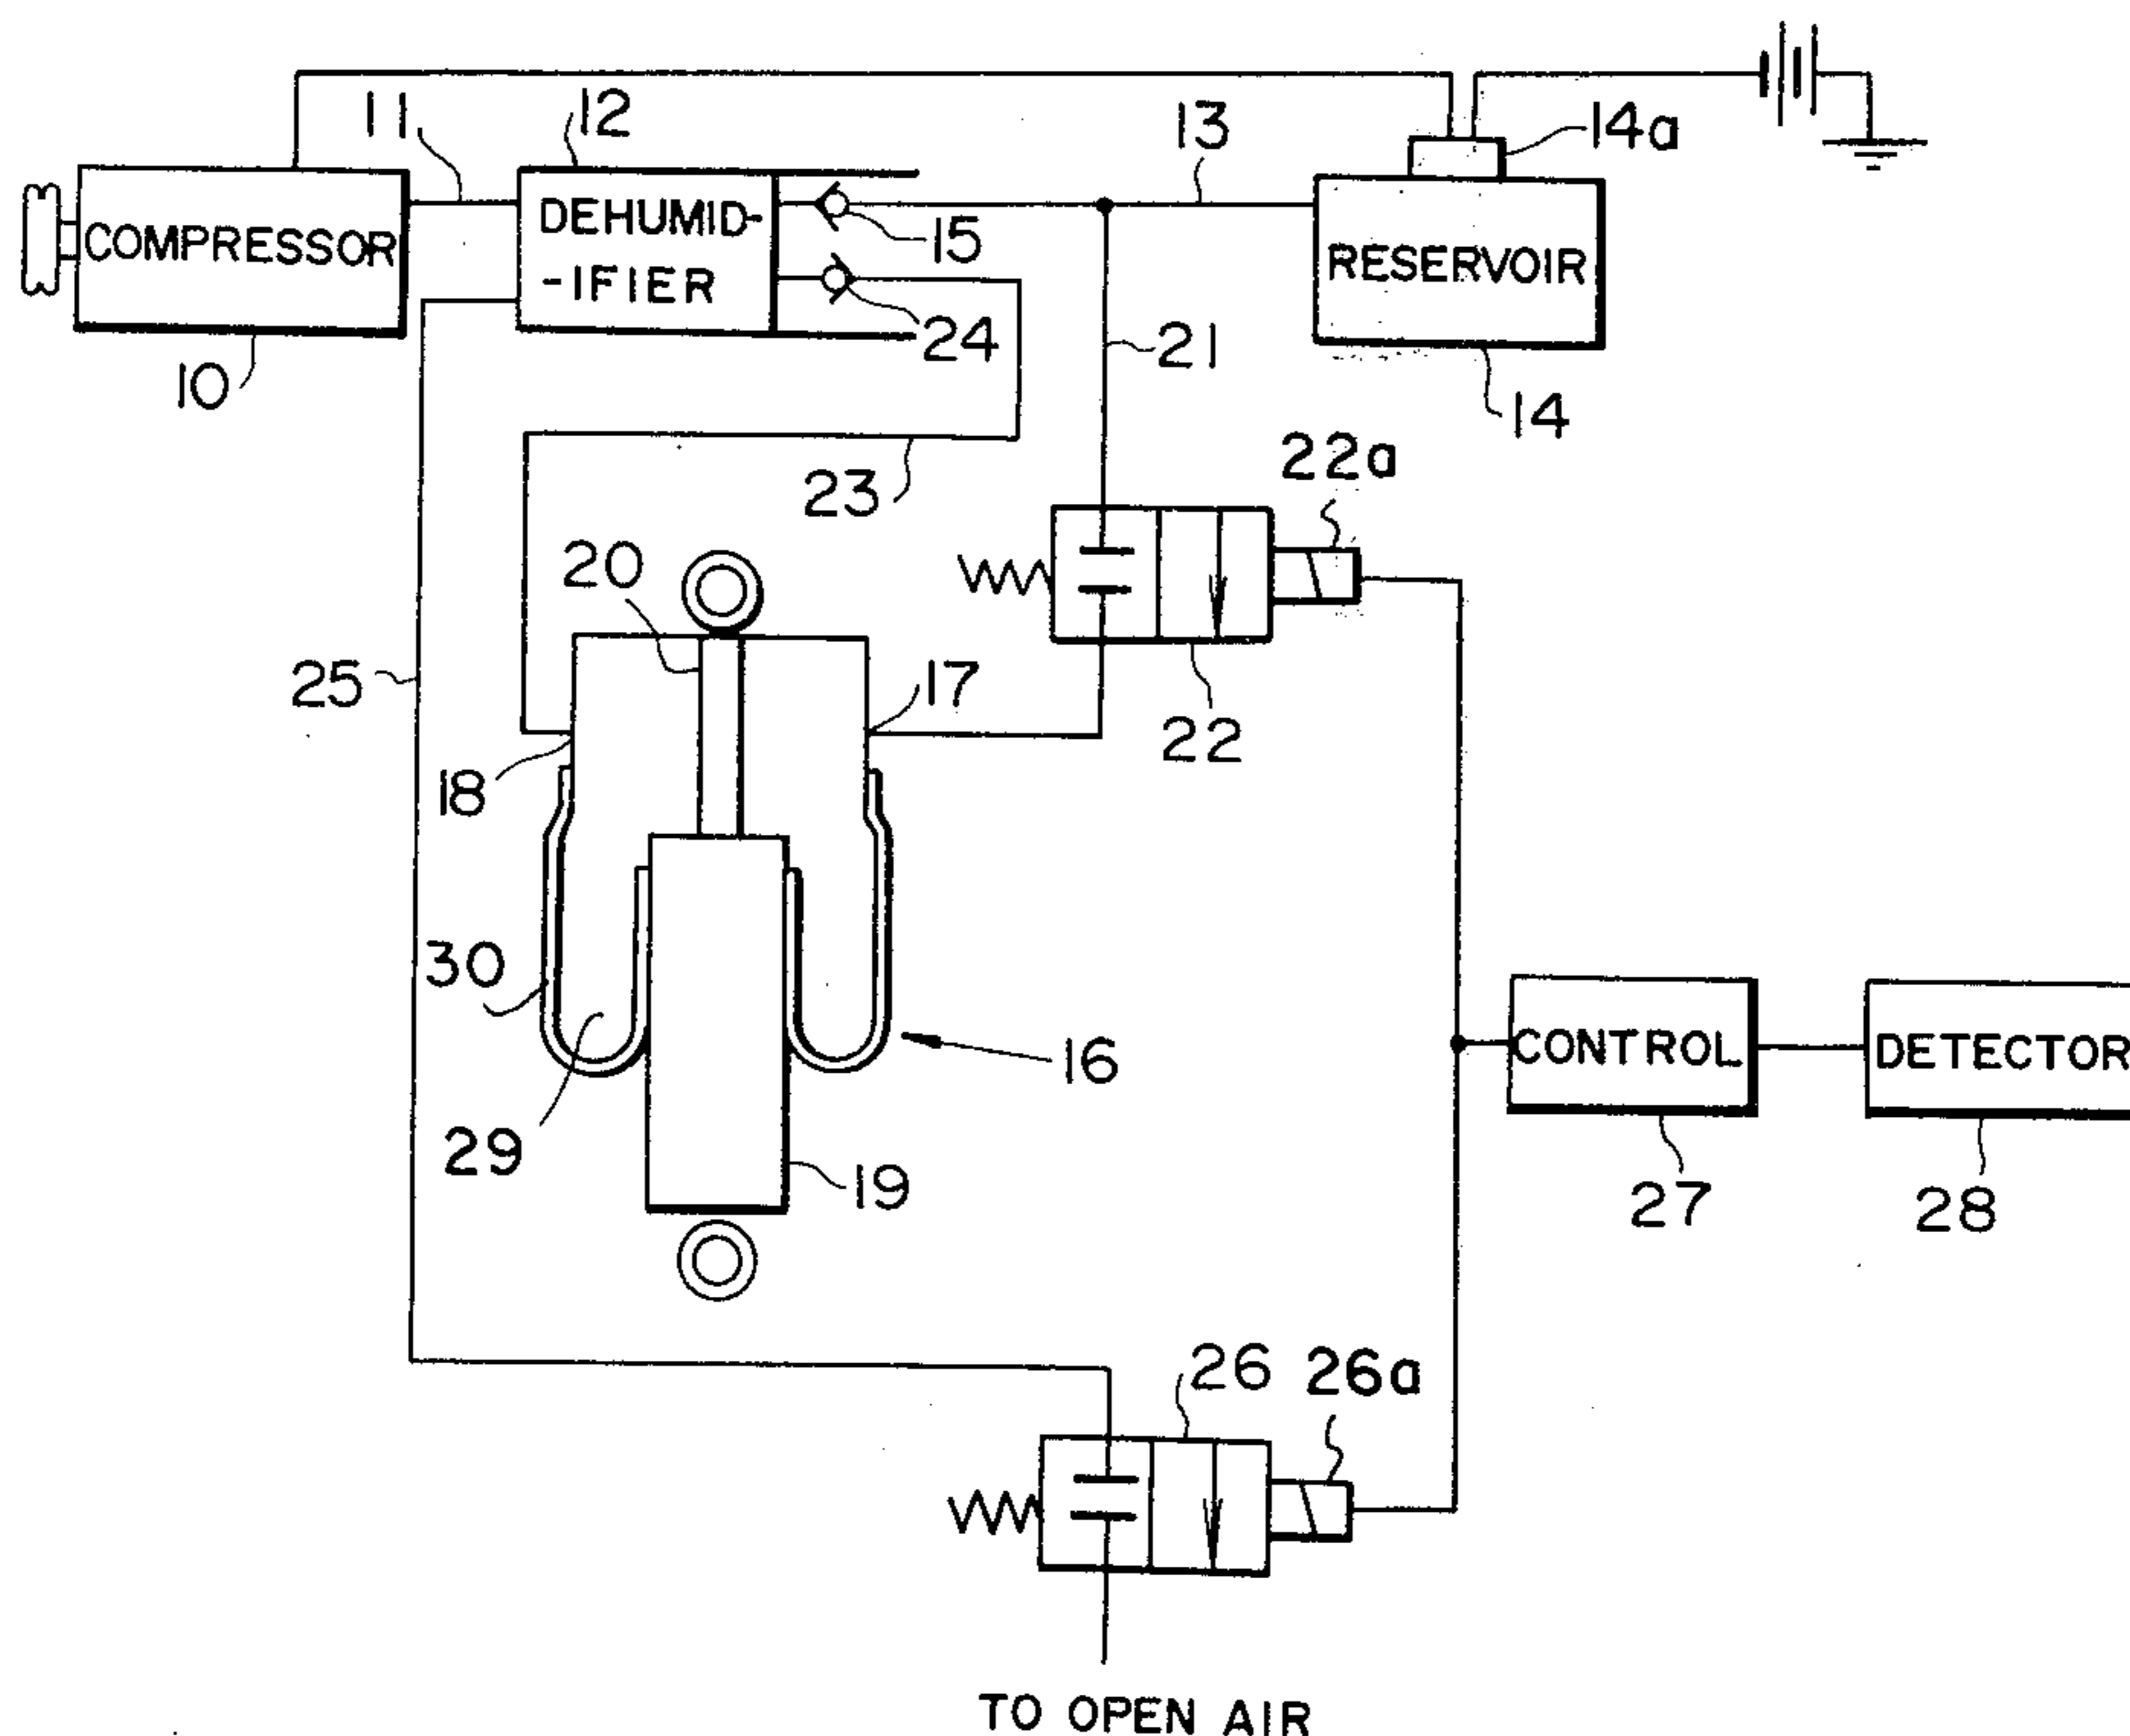 11
12
13
14a
COMPRESSOR
DEHUMID-
-IFIER
15
24
RESERVOIR
10
21
14
23
22a
20
25
17
22
18
30
29
16
CONTROL
DETECTOR
19
27
28
26
26a
TO OPEN AIR